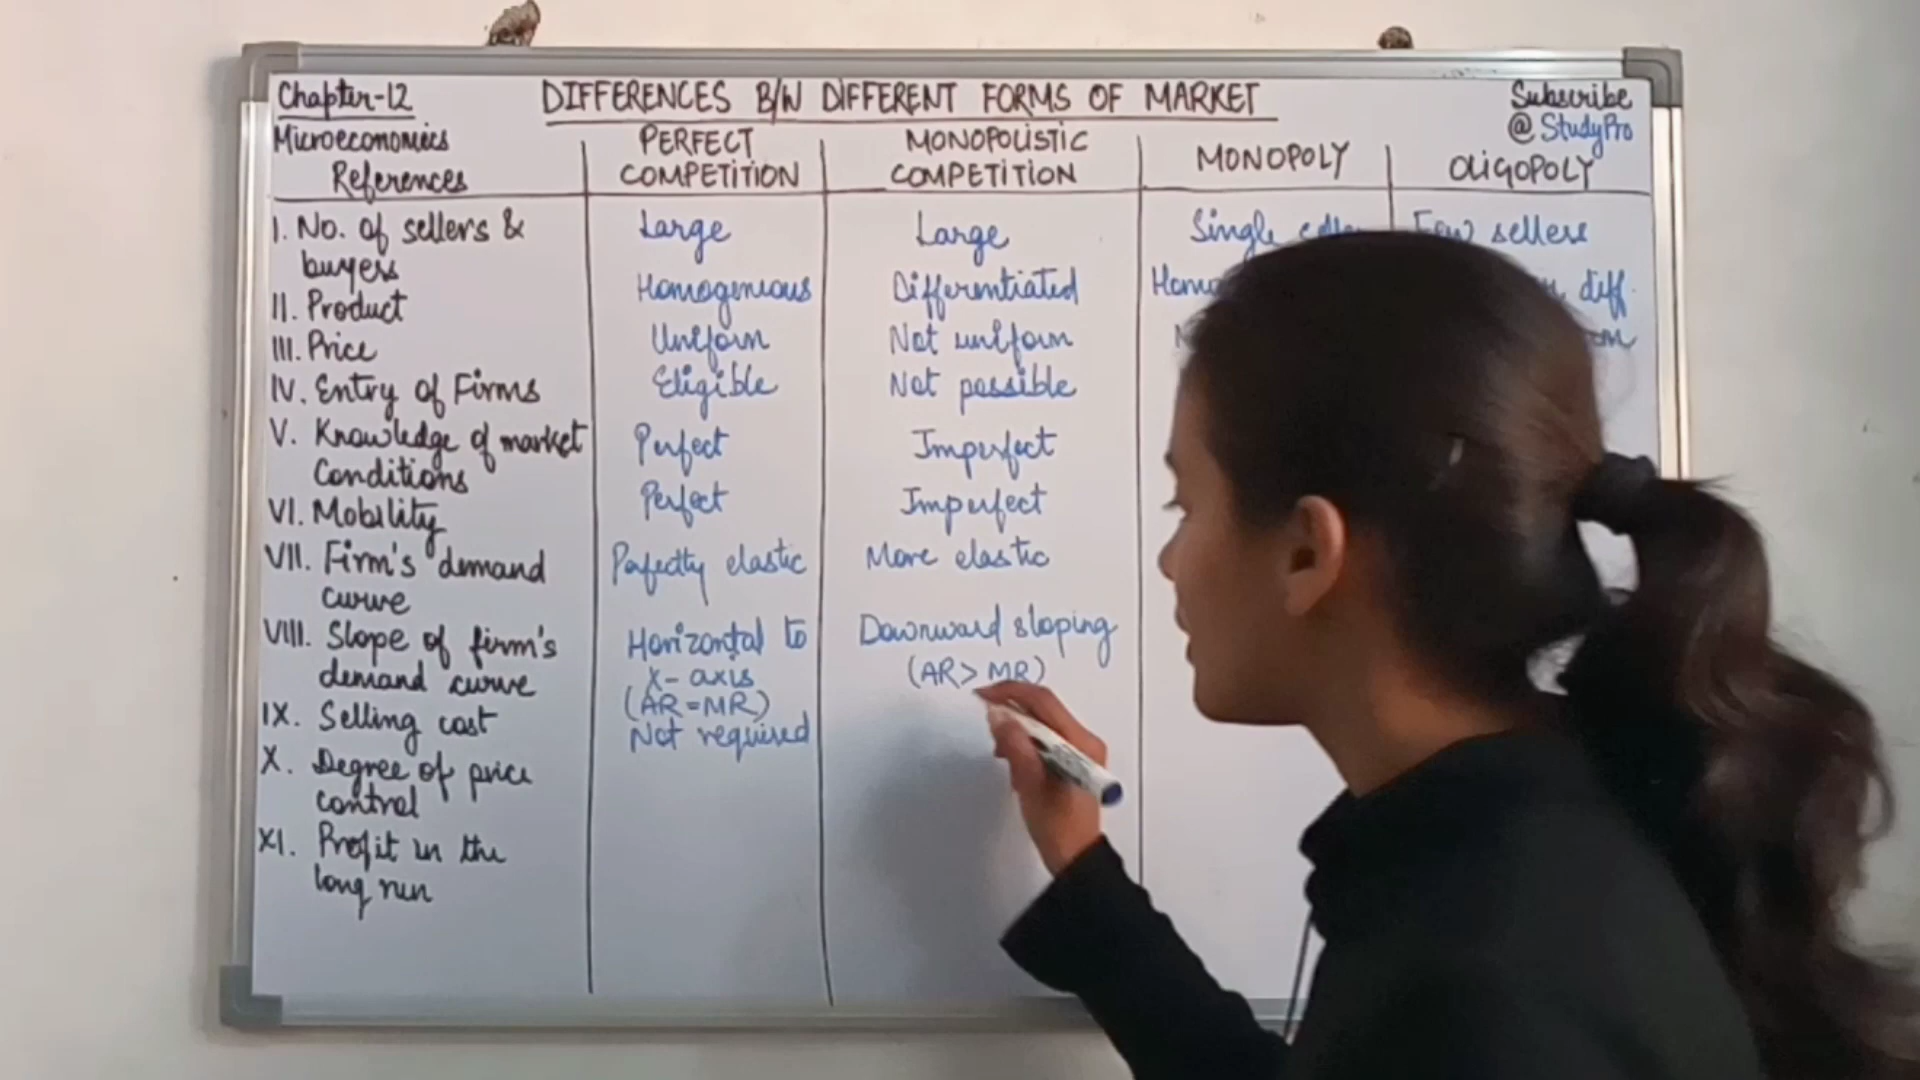 Chapter-12
DIFFERENCES B/W DIFFERENT FORMS OF MARKET
Subscribe
@ StudyPro
Microeconomics
References
PERFECT
COMPETITION
MONOPOLISTIC
COMPETITION
MONOPOLY
OLIGOPOLY
I. No. of sellers &
buyers
Large
Large
Single
Few sellers
II. Product
Homogenious
Differentiated
diff.
III. Price
Uniform
Not uniform
IV. Entry of Firms
Eligible
Not possible
V. Knowledge of market
Conditions
Perfect
Imperfect
VI. Mobility
Perfect
Imperfect
VII. Firm's demand
curve
Perfectly elastic
More elastic
VIII. Slope of firm's
demand curve
Horizontal to
X-axis
(AR=MR)
Downward sloping
(AR> MR)
IX. Selling cost
Not required
X. Degree of price
control
XI. Profit in the
long run